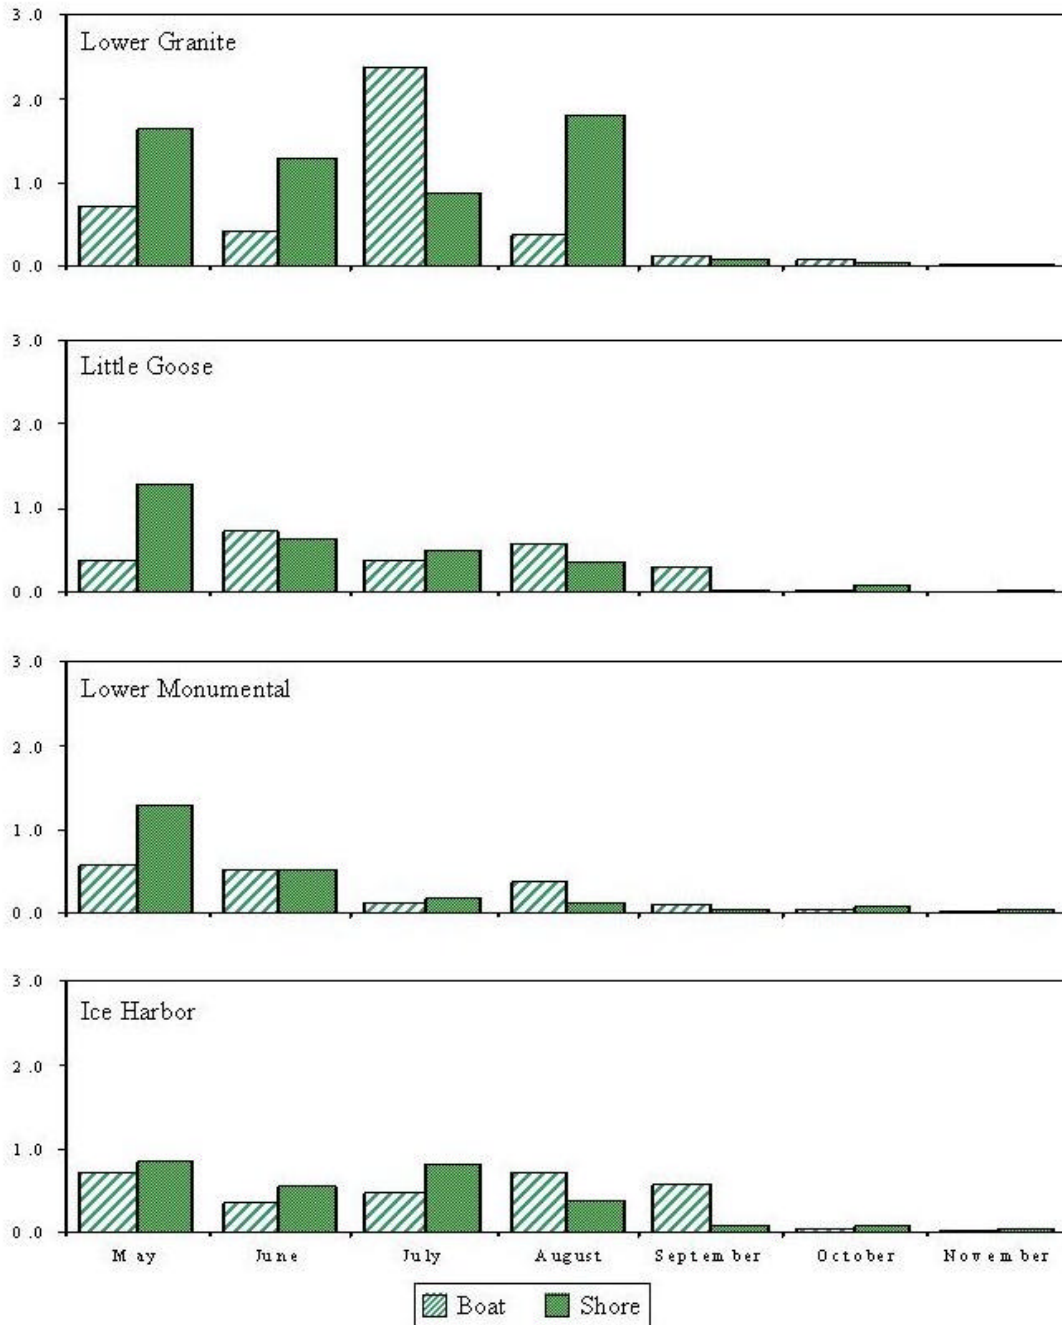 3.0
Lower Granite
2.0
1.0
0.0
3.0
Little Goose
2.0
1.0
0.0
3.0
Lower Monumental
2.0
1.0
0.0
3.0
Ice Harbor
2.0
1.0
0.0
May June July August September October November
Boat Shore